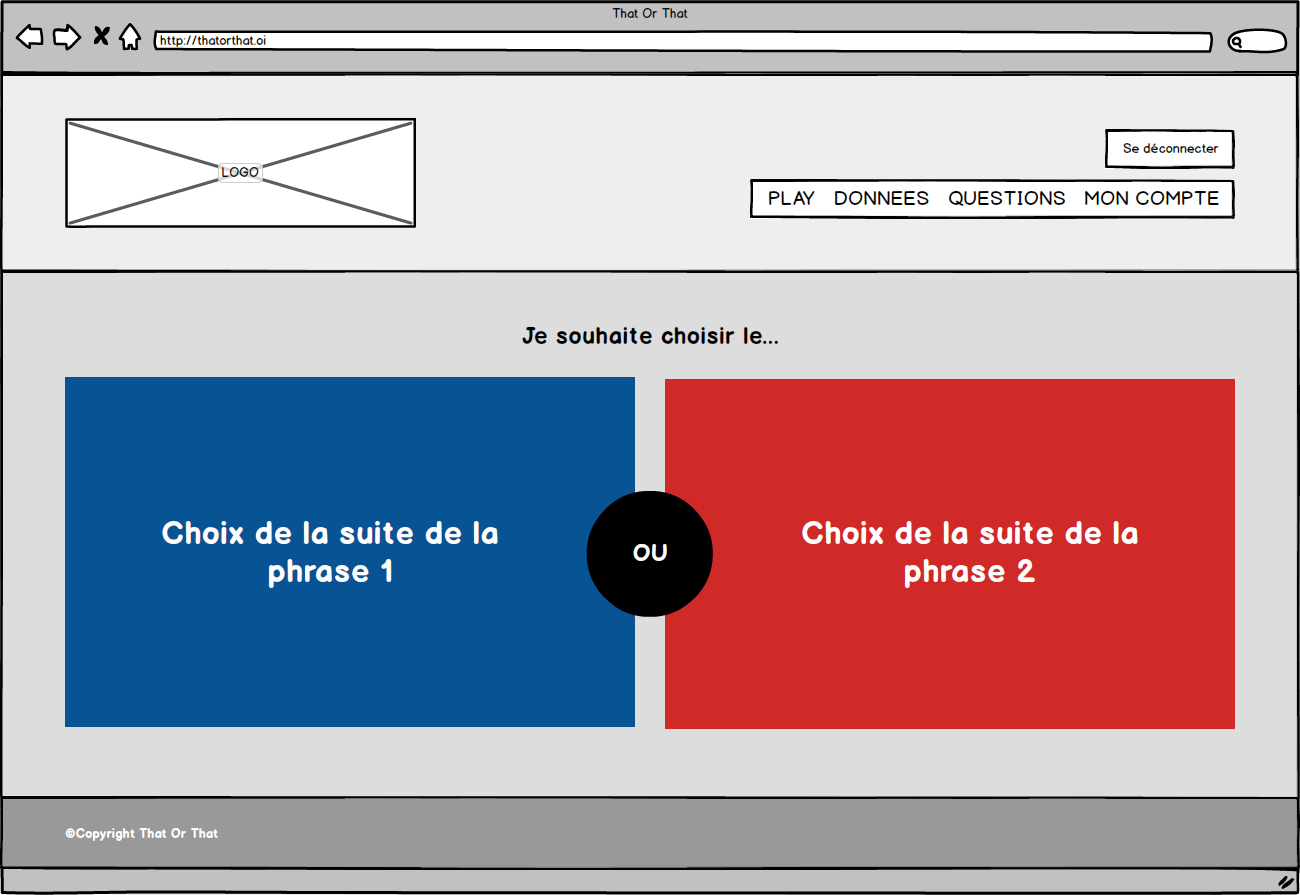 That Or That
http://thatorthat.oi
LOGO
Se déconnecter
PLAY DONNEES QUESTIONS MON COMPTE
Je souhaite choisir le...
Choix de la suite de la
phrase 1
OU
Choix de la suite de la
phrase 2
©Copyright That Or That